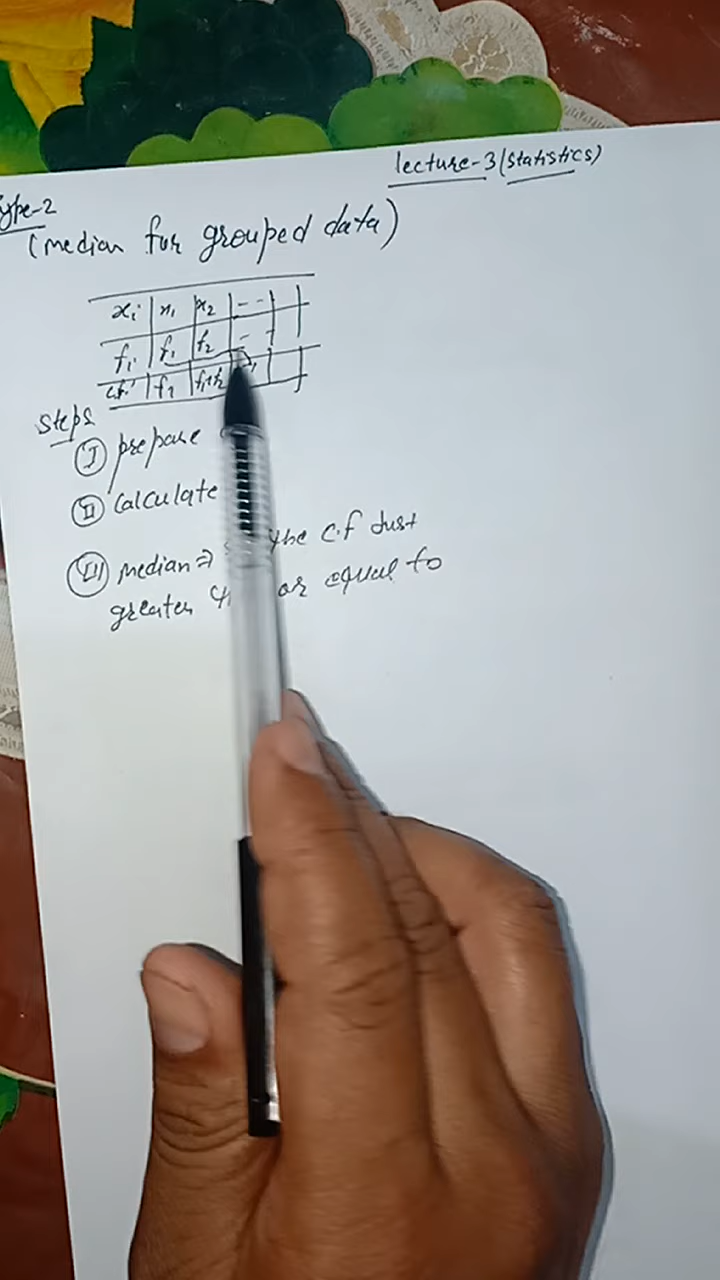 lecture-3 (Statistics)
ype-2
(median for grouped data)
xi | x1 | x2 | - -
fi | f1 | f2 | - -
c.f. | f1 | f1+f2
Steps
I prepare
II Calculate
III median ⇒ the C.F Just
greater or equal to